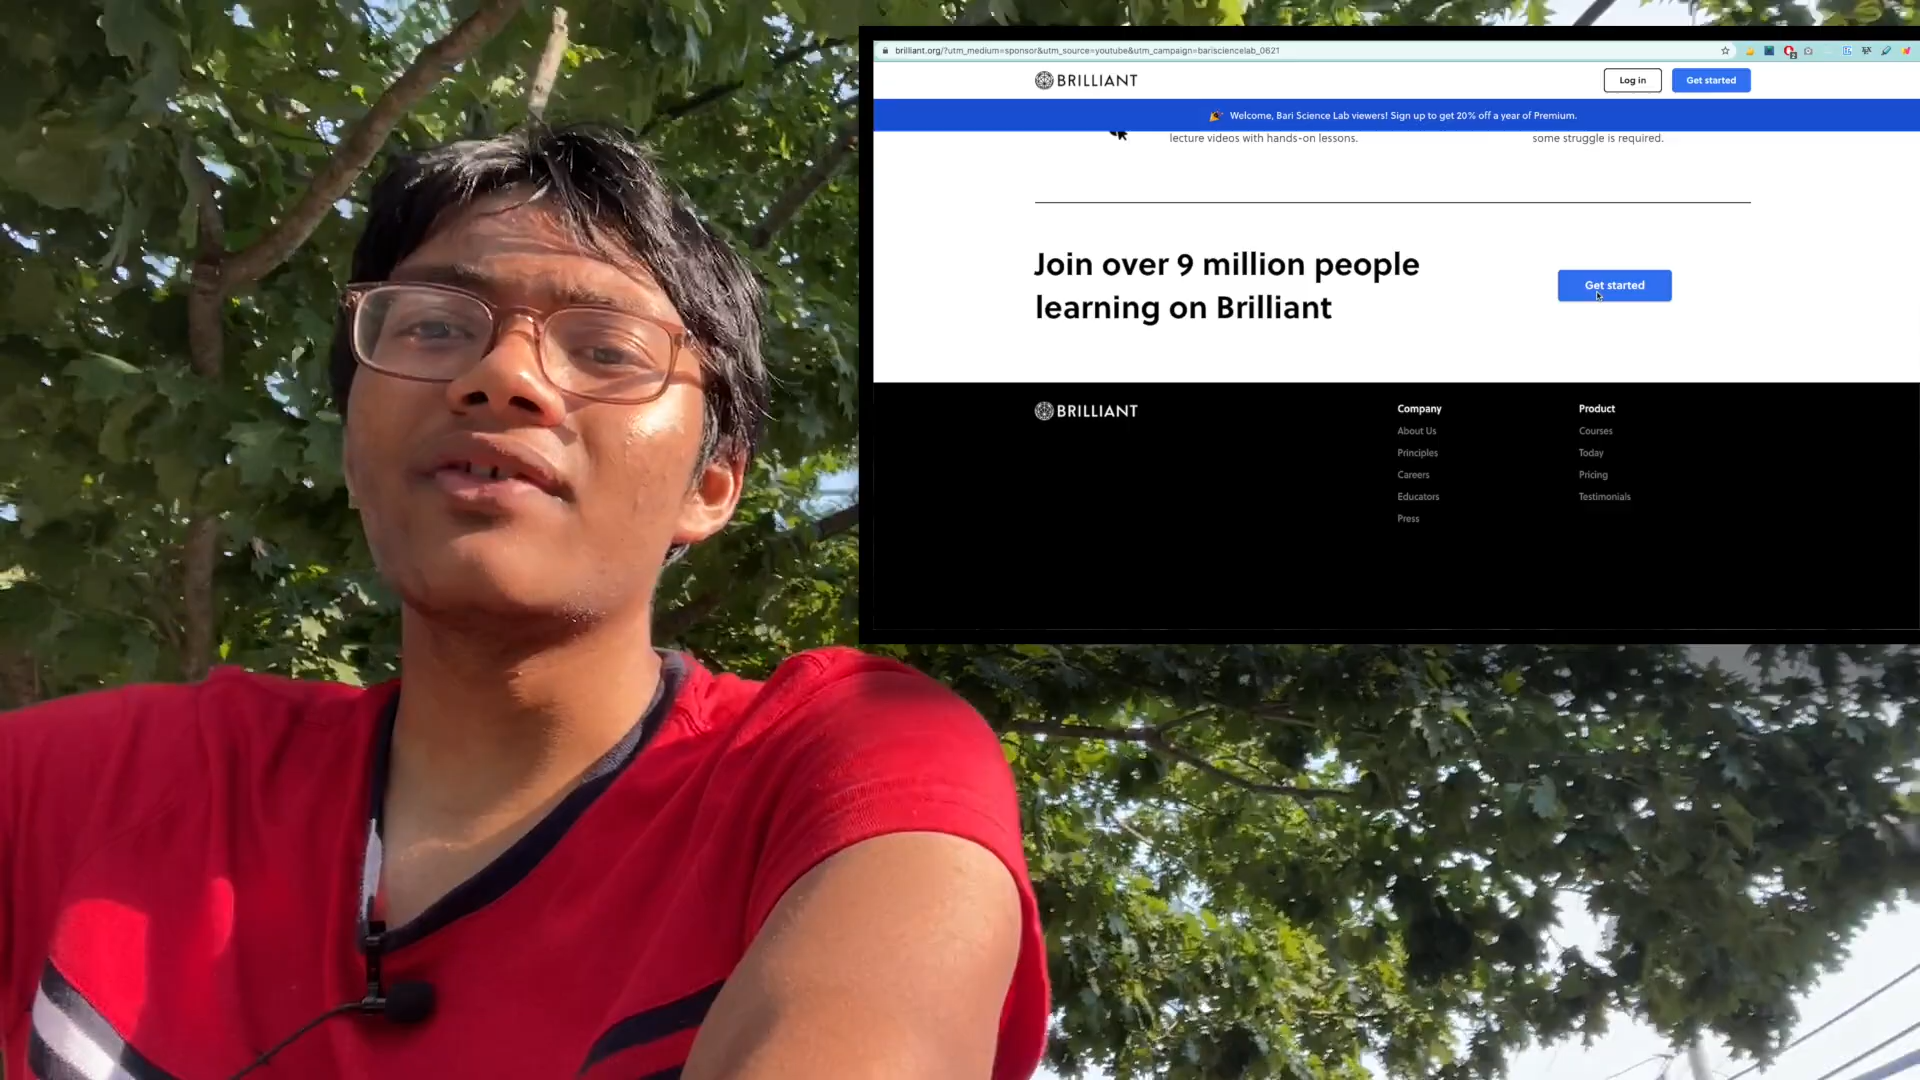 brilliant.org/?utm_medium=sponsor&utm_source=youtube&utm_campaign=barisciencelab_0621
BRILLIANT
Log in
Get started
Welcome, Bari Science Lab viewers! Sign up to get 20% off a year of Premium.
lecture videos with hands-on lessons.
some struggle is required.
Join over 9 million people
learning on Brilliant
Get started
BRILLIANT
Company
About Us
Principles
Careers
Educators
Press
Product
Courses
Today
Pricing
Testimonials